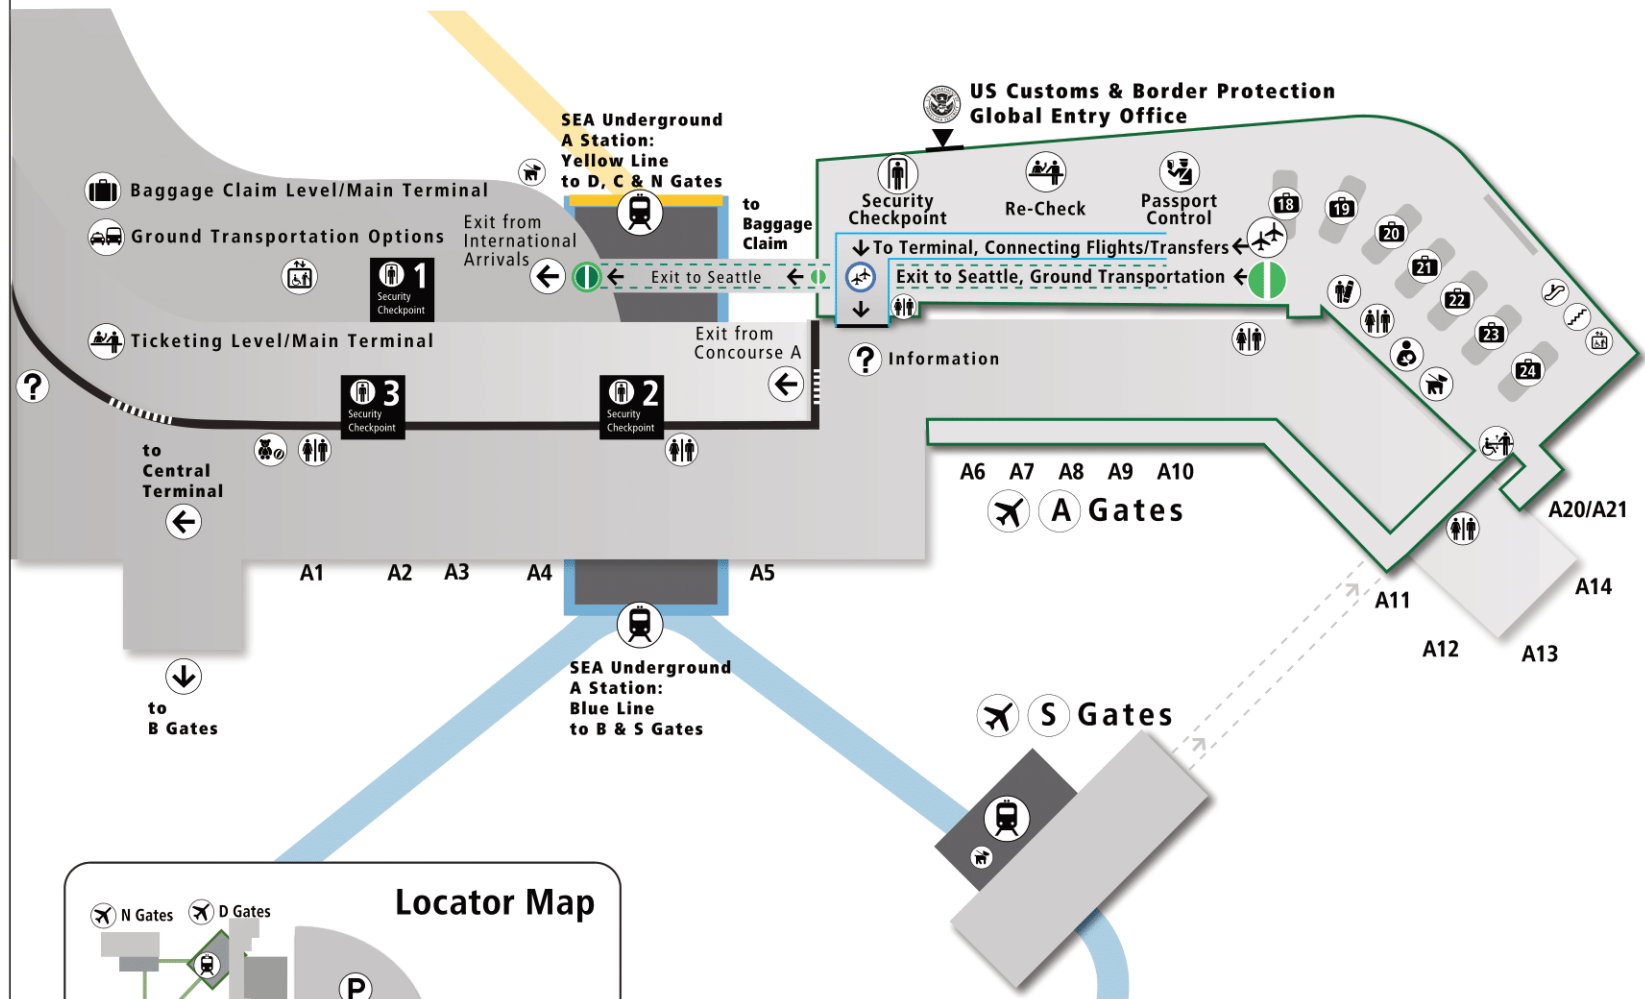 US Customs & Border Protection
Global Entry Office
SEA Underground
A Station:
Yellow Line
to D, C & N Gates
Security
Checkpoint
Re-Check
Passport
Control
18
19
20
21
22
23
24
to
Baggage
Claim
To Terminal, Connecting Flights/Transfers
Exit to Seattle, Ground Transportation
Exit to Seattle
Baggage Claim Level/Main Terminal
Ground Transportation Options
Exit from
International
Arrivals
1
Security
Checkpoint
Ticketing Level/Main Terminal
Exit from
Concourse A
? Information
?
3
Security
Checkpoint
2
Security
Checkpoint
to
Central
Terminal
A6 A7 A8 A9 A10
A Gates
A20/A21
A1 A2 A3 A4 A5
A11
A14
A12
A13
SEA Underground
A Station:
Blue Line
to B & S Gates
to
B Gates
S Gates
Locator Map
N Gates
D Gates
P